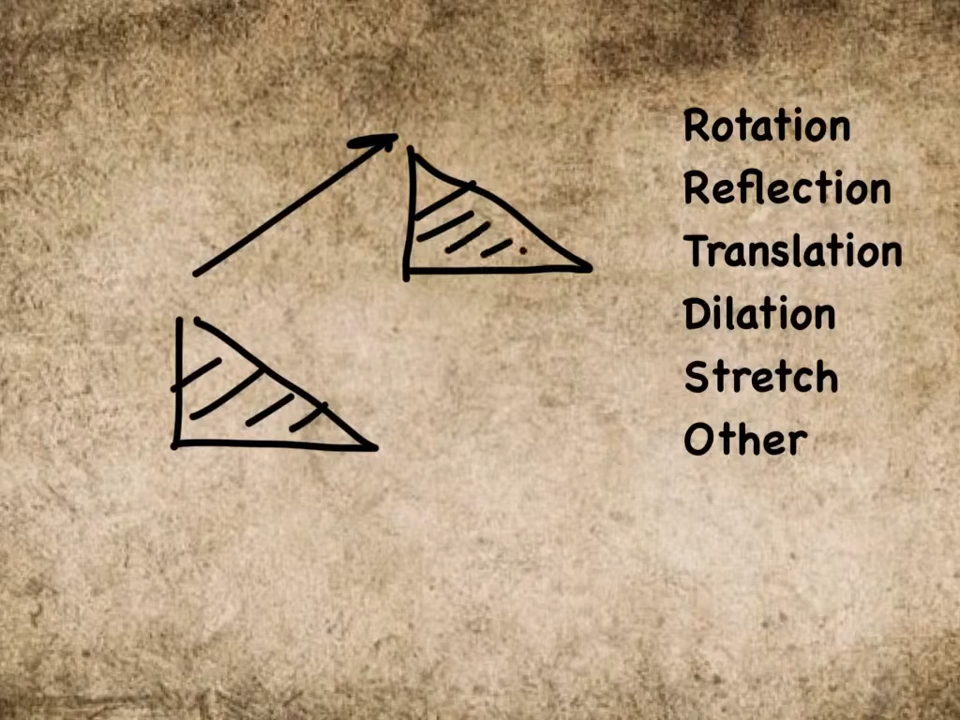 Rotation
Reflection
Translation
Dilation
Stretch
Other